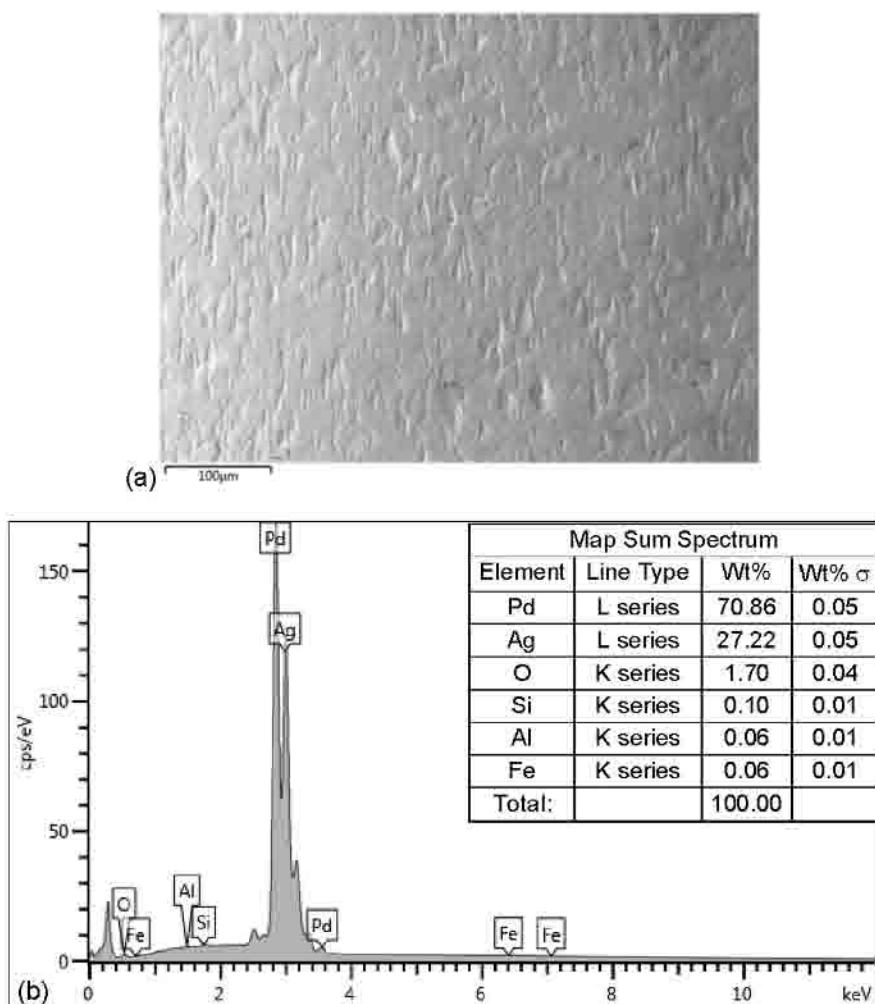 (a)
100μm
Map Sum Spectrum
Element Line Type Wt% Wt% σ
Pd L series 70.86 0.05
Ag L series 27.22 0.05
O K series 1.70 0.04
Si K series 0.10 0.01
Al K series 0.06 0.01
Fe K series 0.06 0.01
Total: 100.00
150
100
50
0
cps/eV
Pd
Ag
O
Fe
Al
Si
Pd
Fe
Fe
(b)
0 2 4 6 8 10 keV